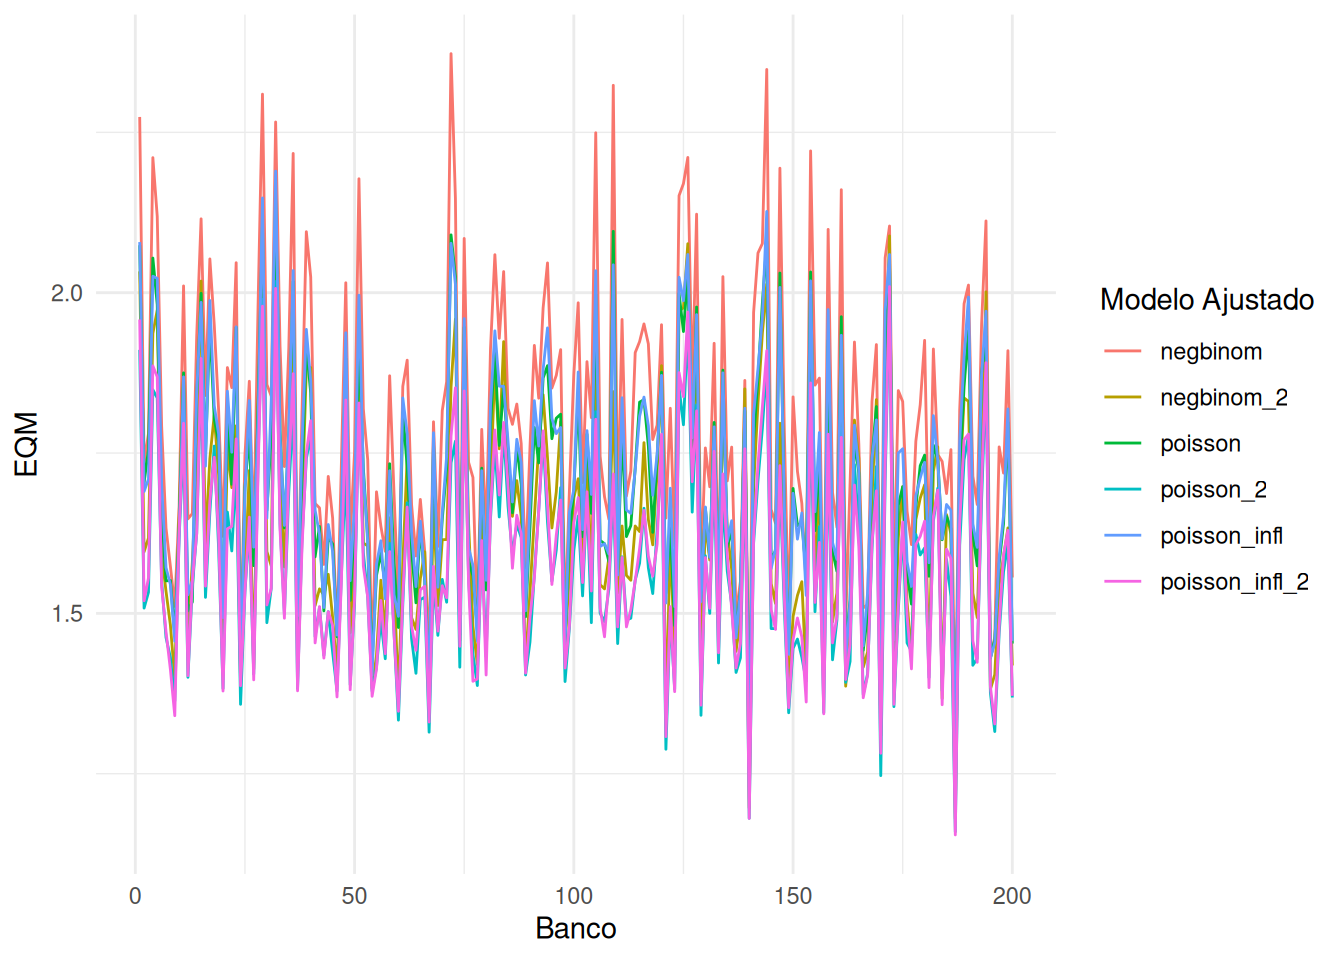 EQM
2.0
1.5
0
50
100
150
200
Banco
Modelo Ajustado
negbinom
negbinom_2
poisson
poisson_2
poisson_infl
poisson_infl_2